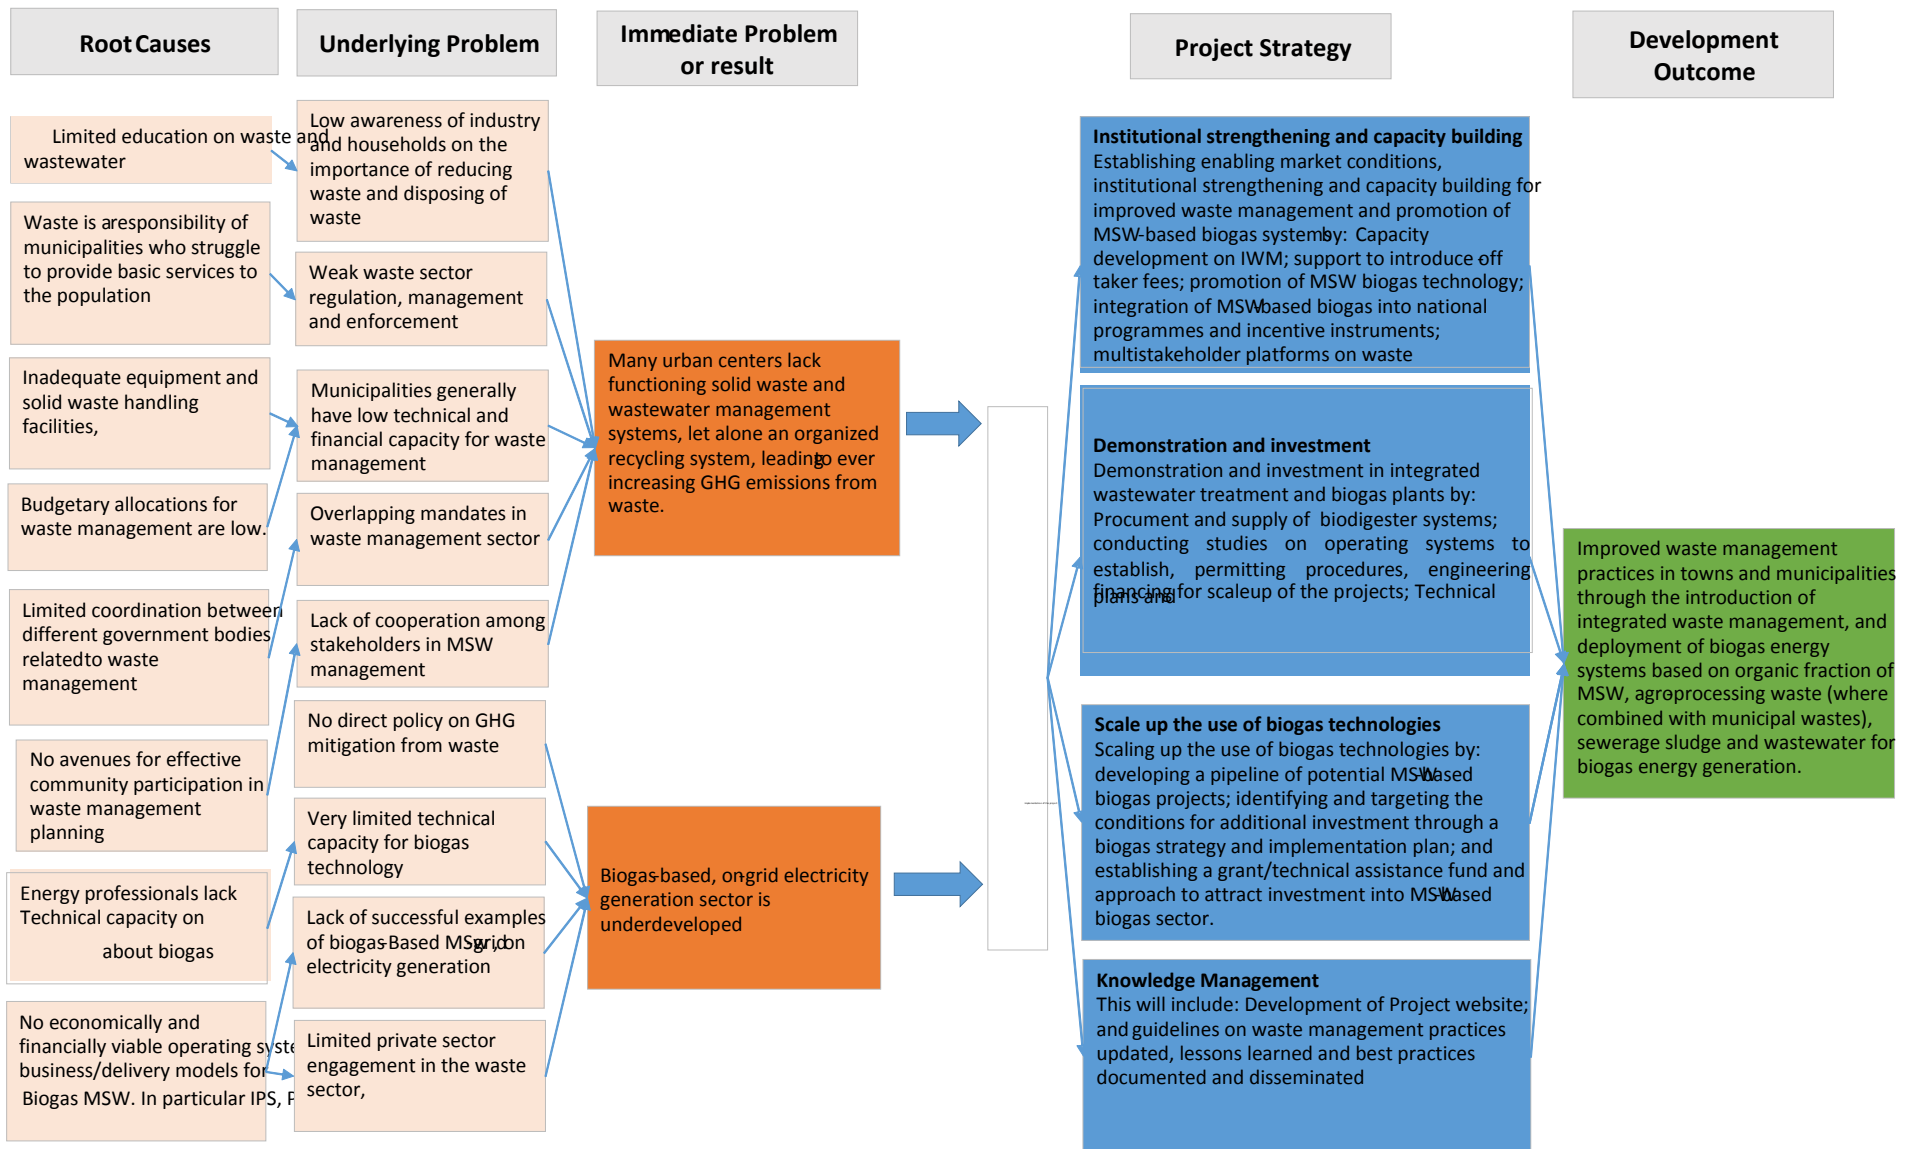 Root Causes
Underlying Problem
Immediate Problem
or result
Project Strategy
Development
Outcome
Limited education on waste and
wastewater
Waste is a responsibility of
municipalities who struggle
to provide basic services to
the population
Inadequate equipment and
solid waste handling
facilities,
Budgetary allocations for
waste management are low.
Limited coordination between
different government bodies
related to waste
management
No avenues for effective
community participation in
waste management
planning
Energy professionals lack
Technical capacity on
about biogas
No economically and
financially viable operating syste
business/delivery models for
Biogas MSW. In particular IPS, P
Low awareness of industry
and households on the
importance of reducing
waste and disposing of
waste
Weak waste sector
regulation, management
and enforcement
Municipalities generally
have low technical and
financial capacity for waste
management
Overlapping mandates in
waste management sector
Lack of cooperation among
stakeholders in MSW
management
No direct policy on GHG
mitigation from waste
Very limited technical
capacity for biogas
technology
Lack of successful examples
of biogas-Based MSw, on-grid
electricity generation
Limited private sector
engagement in the waste
sector,
Many urban centers lack
functioning solid waste and
wastewater management
systems, let alone an organized
recycling system, leading to ever
increasing GHG emissions from
waste.
Biogas-based, on-grid electricity
generation sector is
underdeveloped
Institutional strengthening and capacity building
Establishing enabling market conditions,
institutional strengthening and capacity building for
improved waste management and promotion of
MSW-based biogas systems by: Capacity
development on IWM; support to introduce off-
taker fees; promotion of MSW biogas technology;
integration of MSW-based biogas into national
programmes and incentive instruments;
multistakeholder platforms on waste
Demonstration and investment
Demonstration and investment in integrated
wastewater treatment and biogas plants by:
Procument and supply of biodigester systems;
conducting studies on operating systems to
establish, permitting procedures, engineering
plans and
financing for scaleup of the projects; Technical
Scale up the use of biogas technologies
Scaling up the use of biogas technologies by:
developing a pipeline of potential MSW-based
biogas projects; identifying and targeting the
conditions for additional investment through a
biogas strategy and implementation plan; and
establishing a grant/technical assistance fund and
approach to attract investment into MSW-based
biogas sector.
Knowledge Management
This will include: Development of Project website;
and guidelines on waste management practices
updated, lessons learned and best practices
documented and disseminated
Improved waste management
practices in towns and municipalities
through the introduction of
integrated waste management, and
deployment of biogas energy
systems based on organic fraction of
MSW, agro-processing waste (where
combined with municipal wastes),
sewerage sludge and wastewater for
biogas energy generation.